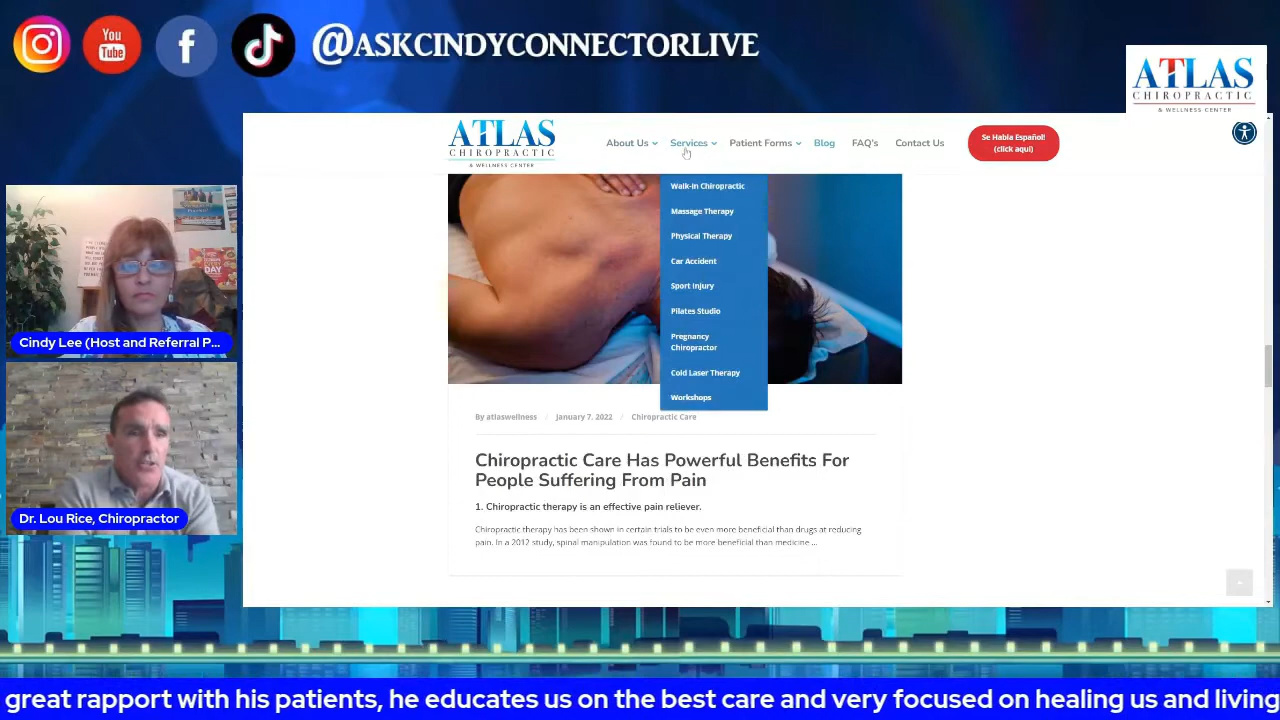 You
Tube
@ASKCINDYCONNECTORLIVE
ATLAS
CHIROPRACTIC
& WELLNESS CENTER
ATLAS
CHIROPRACTIC
& WELLNESS CENTER
About Us
Services
Patient Forms
Blog
FAQ's
Contact Us
Se Habla Español!
(click aqui)
Walk-in Chiropractic
Massage Therapy
Physical Therapy
Car Accident
Sport Injury
Pilates Studio
Pregnancy
Chiropractor
Cold Laser Therapy
Workshops
By atlaswellness / January 7, 2022 / Chiropractic Care
Chiropractic Care Has Powerful Benefits For
People Suffering From Pain
1. Chiropractic therapy is an effective pain reliever.
Chiropractic therapy has been shown in certain trials to be even more beneficial than drugs at reducing
pain. In a 2012 study, spinal manipulation was found to be more beneficial than medicine ...
Cindy Lee (Host and Referral P...
Dr. Lou Rice, Chiropractor
great rapport with his patients, he educates us on the best care and very focused on healing us and living